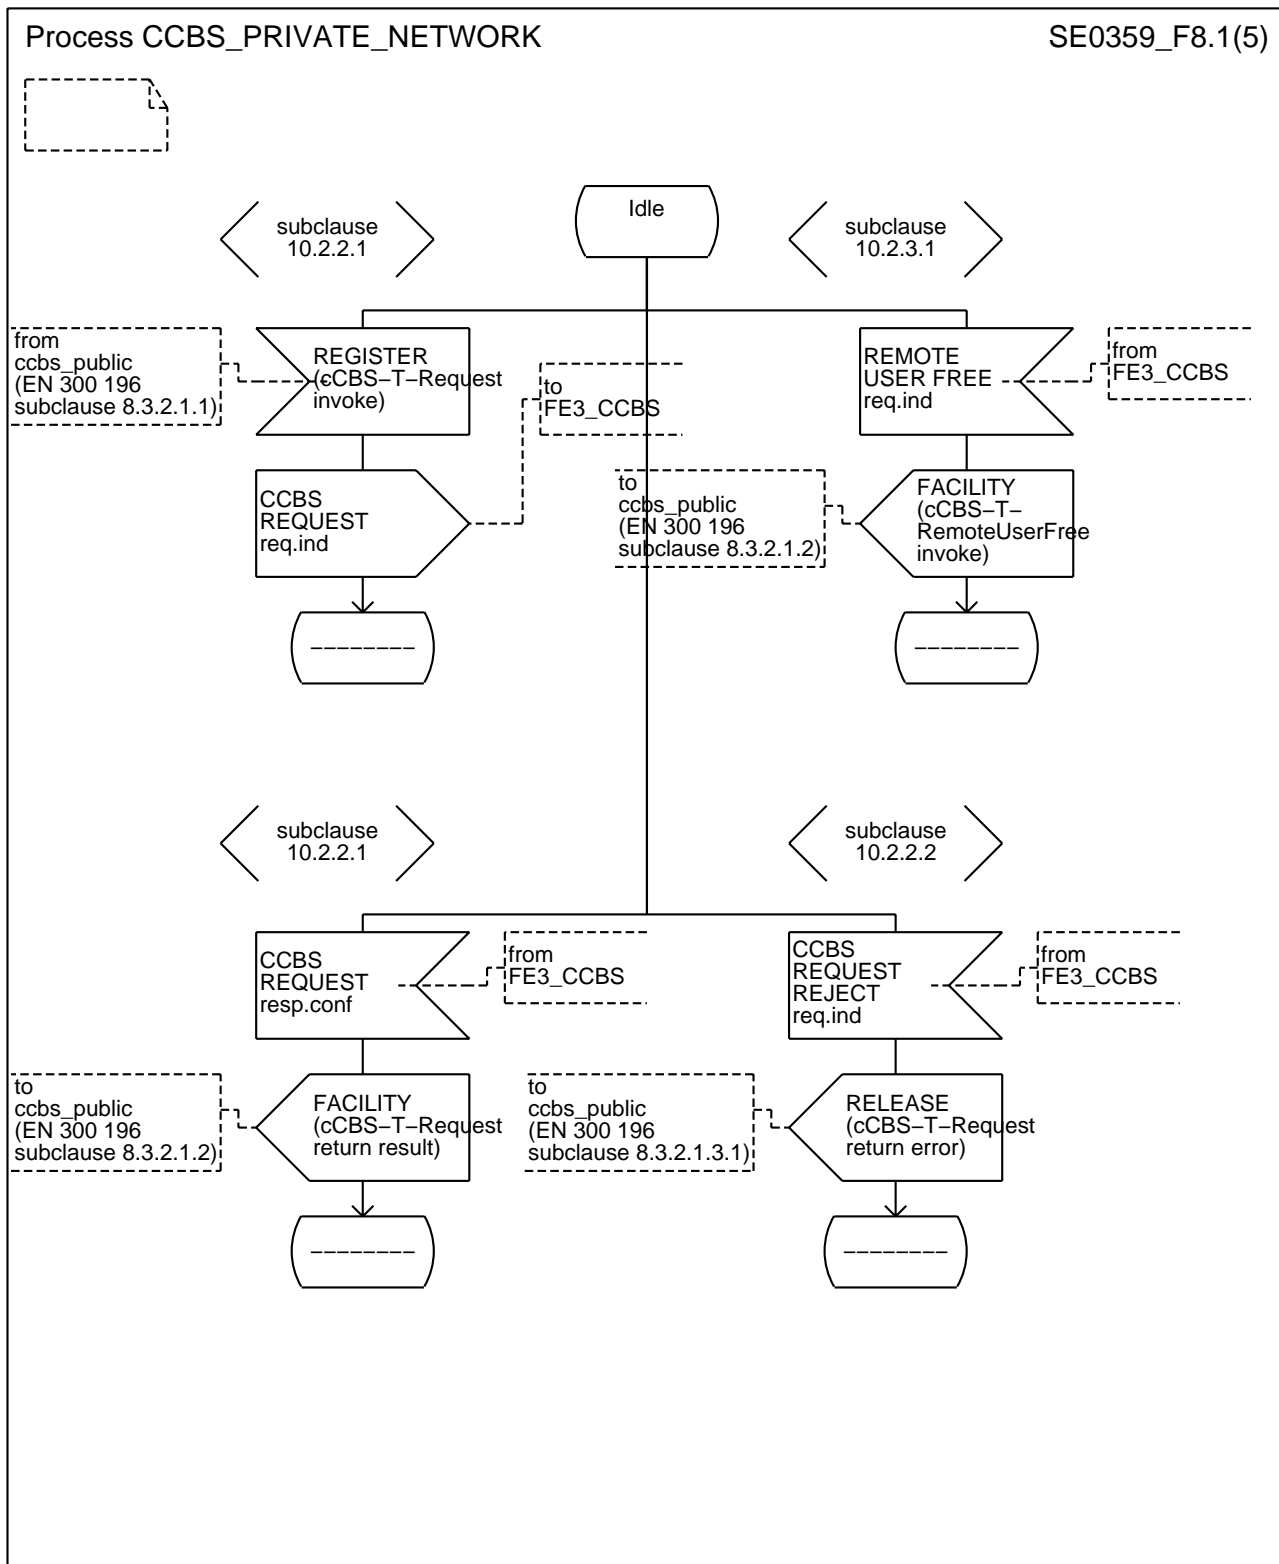 Process CCBS_PRIVATE_NETWORK
SE0359_F8.1(5)
subclause
10.2.2.1
Idle
subclause
10.2.3.1
from
ccbs_public
(EN 300 196
subclause 8.3.2.1.1)
REGISTER
(cCBS–T–Request
invoke)
to
FE3_CCBS
REMOTE
USER FREE
req.ind
from
FE3_CCBS
CCBS
REQUEST
req.ind
to
ccbs_public
(EN 300 196
subclause 8.3.2.1.2)
FACILITY
(cCBS–T–
RemoteUserFree
invoke)
––––––––
––––––––
subclause
10.2.2.1
subclause
10.2.2.2
CCBS
REQUEST
resp.conf
from
FE3_CCBS
CCBS
REQUEST
REJECT
req.ind
from
FE3_CCBS
to
ccbs_public
(EN 300 196
subclause 8.3.2.1.2)
FACILITY
(cCBS–T–Request
return result)
to
ccbs_public
(EN 300 196
subclause 8.3.2.1.3.1)
RELEASE
(cCBS–T–Request
return error)
––––––––
––––––––